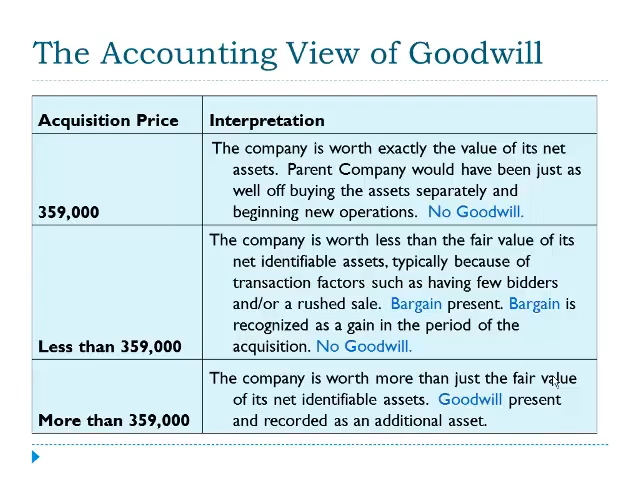 The Accounting View of Goodwill
Acquisition Price
Interpretation
359,000
The company is worth exactly the value of its net
assets. Parent Company would have been just as
well off buying the assets separately and
beginning new operations. No Goodwill.
Less than 359,000
The company is worth less than the fair value of its
net identifiable assets, typically because of
transaction factors such as having few bidders
and/or a rushed sale. Bargain present. Bargain is
recognized as a gain in the period of the
acquisition. No Goodwill.
More than 359,000
The company is worth more than just the fair value
of its net identifiable assets. Goodwill present
and recorded as an additional asset.